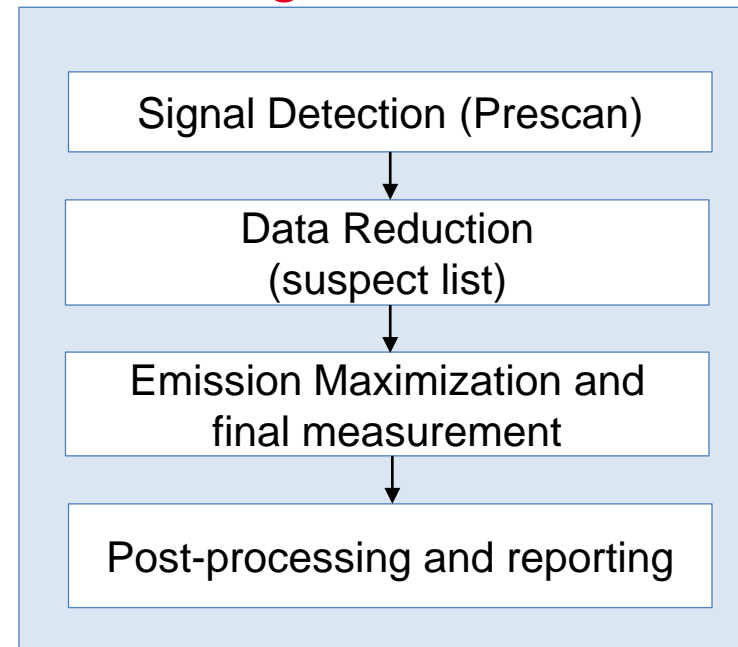 Signal Detection (Prescan)
Data Reduction
(suspect list)
Emission Maximization and
final measurement
Post-processing and reporting